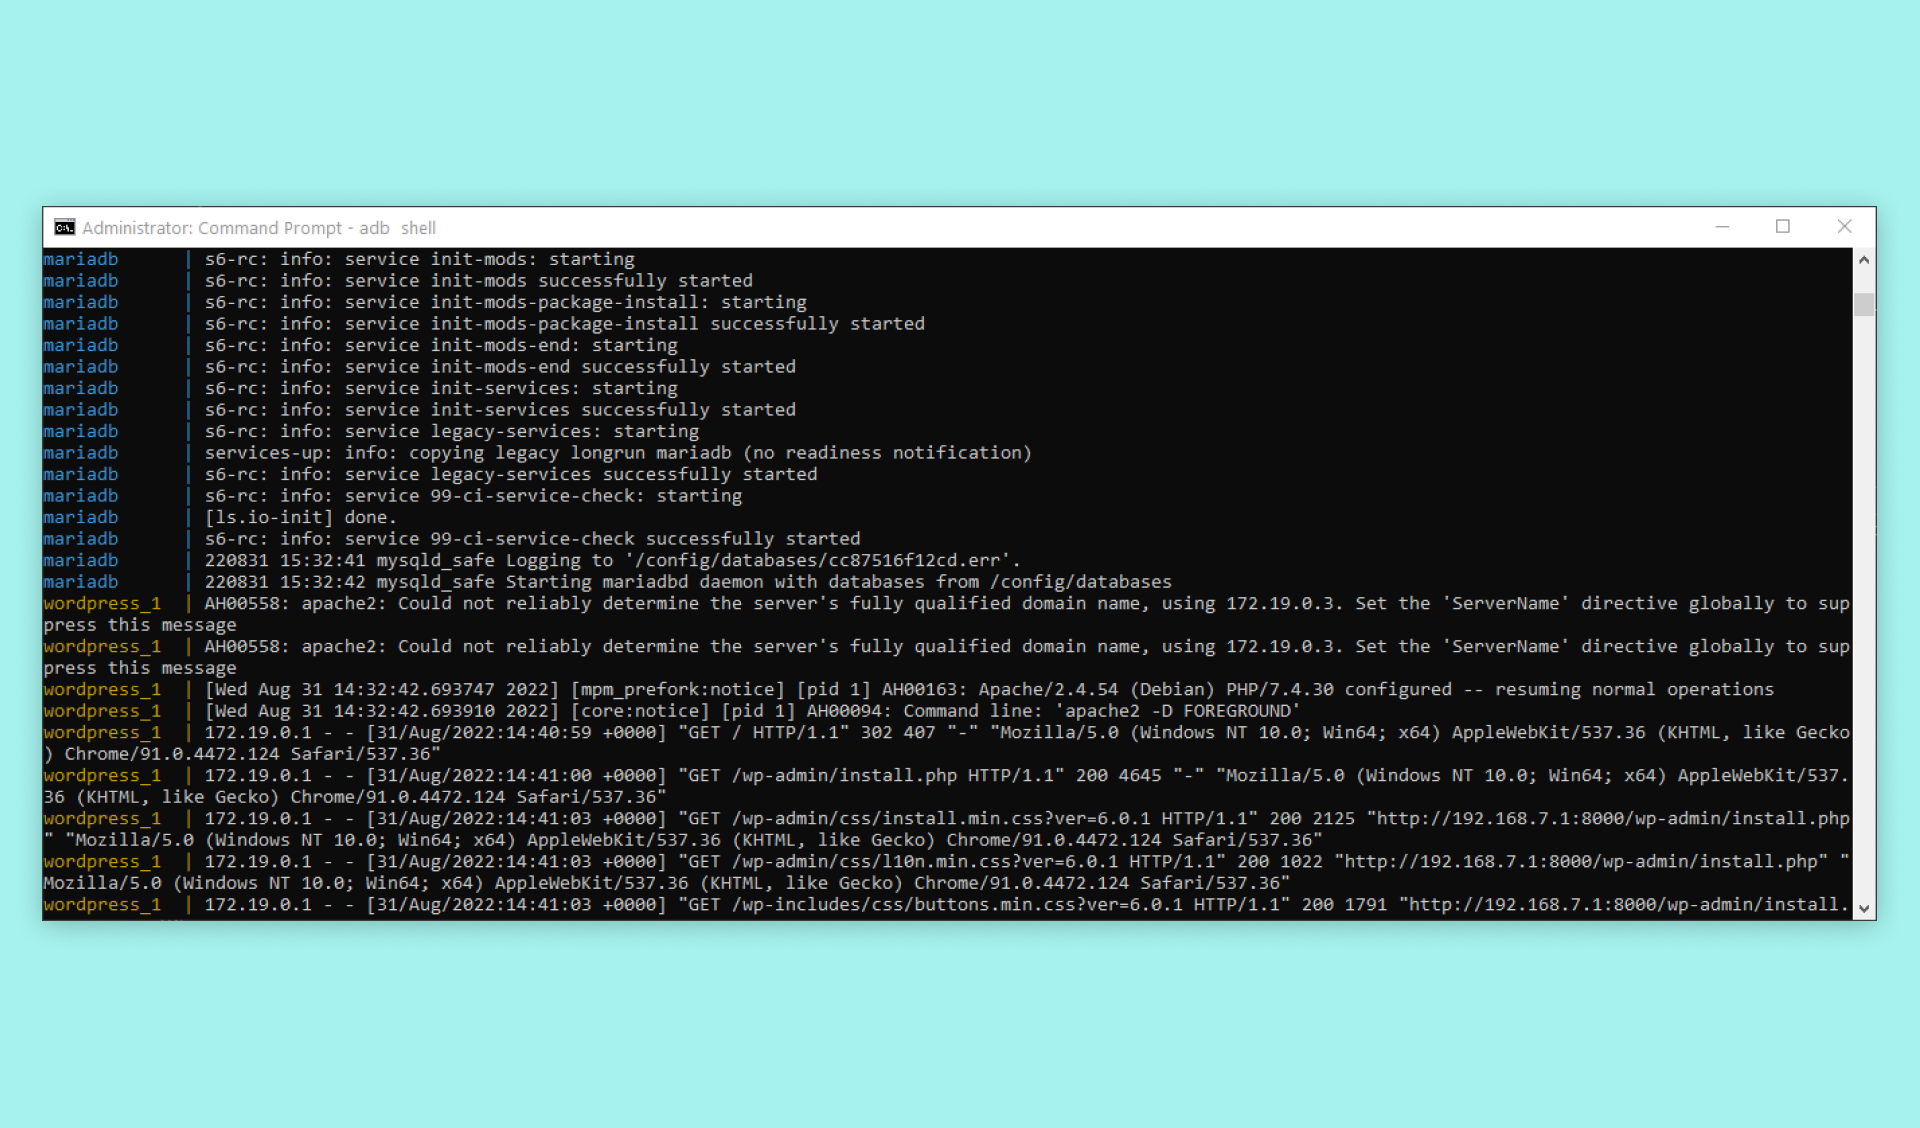 Administrator: Command Prompt - adb  shell
mariadb      | s6-rc: info: service init-mods: starting
mariadb      | s6-rc: info: service init-mods successfully started
mariadb      | s6-rc: info: service init-mods-package-install: starting
mariadb      | s6-rc: info: service init-mods-package-install successfully started
mariadb      | s6-rc: info: service init-mods-end: starting
mariadb      | s6-rc: info: service init-mods-end successfully started
mariadb      | s6-rc: info: service init-services: starting
mariadb      | s6-rc: info: service init-services successfully started
mariadb      | s6-rc: info: service legacy-services: starting
mariadb      | services-up: info: copying legacy longrun mariadb (no readiness notification)
mariadb      | s6-rc: info: service legacy-services successfully started
mariadb      | s6-rc: info: service 99-ci-service-check: starting
mariadb      | [ls.io-init] done.
mariadb      | s6-rc: info: service 99-ci-service-check successfully started
mariadb      | 220831 15:32:41 mysqld_safe Logging to '/config/databases/cc87516f12cd.err'.
mariadb      | 220831 15:32:42 mysqld_safe Starting mariadbd daemon with databases from /config/databases
wordpress_1  | AH00558: apache2: Could not reliably determine the server's fully qualified domain name, using 172.19.0.3. Set the 'ServerName' directive globally to sup
press this message
wordpress_1  | AH00558: apache2: Could not reliably determine the server's fully qualified domain name, using 172.19.0.3. Set the 'ServerName' directive globally to sup
press this message
wordpress_1  | [Wed Aug 31 14:32:42.693747 2022] [mpm_prefork:notice] [pid 1] AH00163: Apache/2.4.54 (Debian) PHP/7.4.30 configured -- resuming normal operations
wordpress_1  | [Wed Aug 31 14:32:42.693910 2022] [core:notice] [pid 1] AH00094: Command line: 'apache2 -D FOREGROUND'
wordpress_1  | 172.19.0.1 - - [31/Aug/2022:14:40:59 +0000] "GET / HTTP/1.1" 302 407 "-" "Mozilla/5.0 (Windows NT 10.0; Win64; x64) AppleWebKit/537.36 (KHTML, like Gecko
) Chrome/91.0.4472.124 Safari/537.36"
wordpress_1  | 172.19.0.1 - - [31/Aug/2022:14:41:00 +0000] "GET /wp-admin/install.php HTTP/1.1" 200 4645 "-" "Mozilla/5.0 (Windows NT 10.0; Win64; x64) AppleWebKit/537.
36 (KHTML, like Gecko) Chrome/91.0.4472.124 Safari/537.36"
wordpress_1  | 172.19.0.1 - - [31/Aug/2022:14:41:03 +0000] "GET /wp-admin/css/install.min.css?ver=6.0.1 HTTP/1.1" 200 2125 "http://192.168.7.1:8000/wp-admin/install.php
" "Mozilla/5.0 (Windows NT 10.0; Win64; x64) AppleWebKit/537.36 (KHTML, like Gecko) Chrome/91.0.4472.124 Safari/537.36"
wordpress_1  | 172.19.0.1 - - [31/Aug/2022:14:41:03 +0000] "GET /wp-admin/css/l10n.min.css?ver=6.0.1 HTTP/1.1" 200 1022 "http://192.168.7.1:8000/wp-admin/install.php" "
Mozilla/5.0 (Windows NT 10.0; Win64; x64) AppleWebKit/537.36 (KHTML, like Gecko) Chrome/91.0.4472.124 Safari/537.36"
wordpress_1  | 172.19.0.1 - - [31/Aug/2022:14:41:03 +0000] "GET /wp-includes/css/buttons.min.css?ver=6.0.1 HTTP/1.1" 200 1791 "http://192.168.7.1:8000/wp-admin/install.